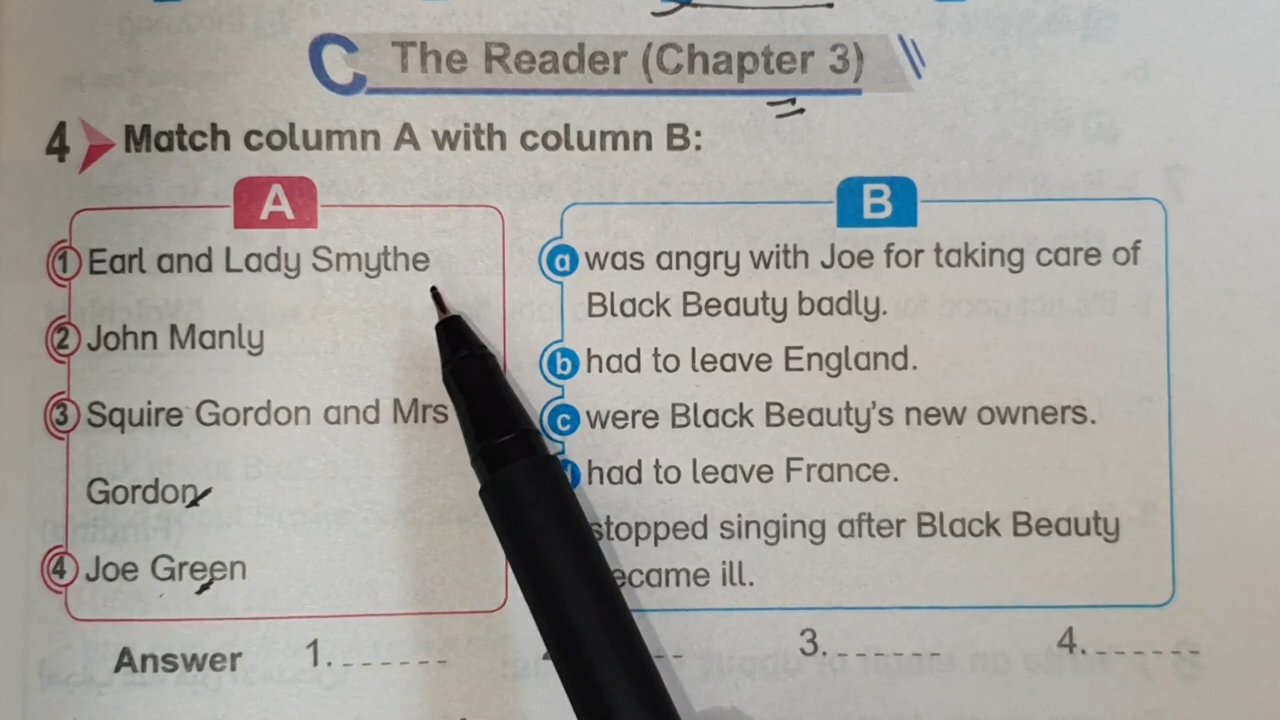 C The Reader (Chapter 3)
4 Match column A with column B:
A
1 Earl and Lady Smythe
2 John Manly
3 Squire Gordon and Mrs
Gordon
4 Joe Green
B
a was angry with Joe for taking care of
Black Beauty badly.
b had to leave England.
c were Black Beauty's new owners.
had to leave France.
stopped singing after Black Beauty
ill.
Answer 1. 3. 4.